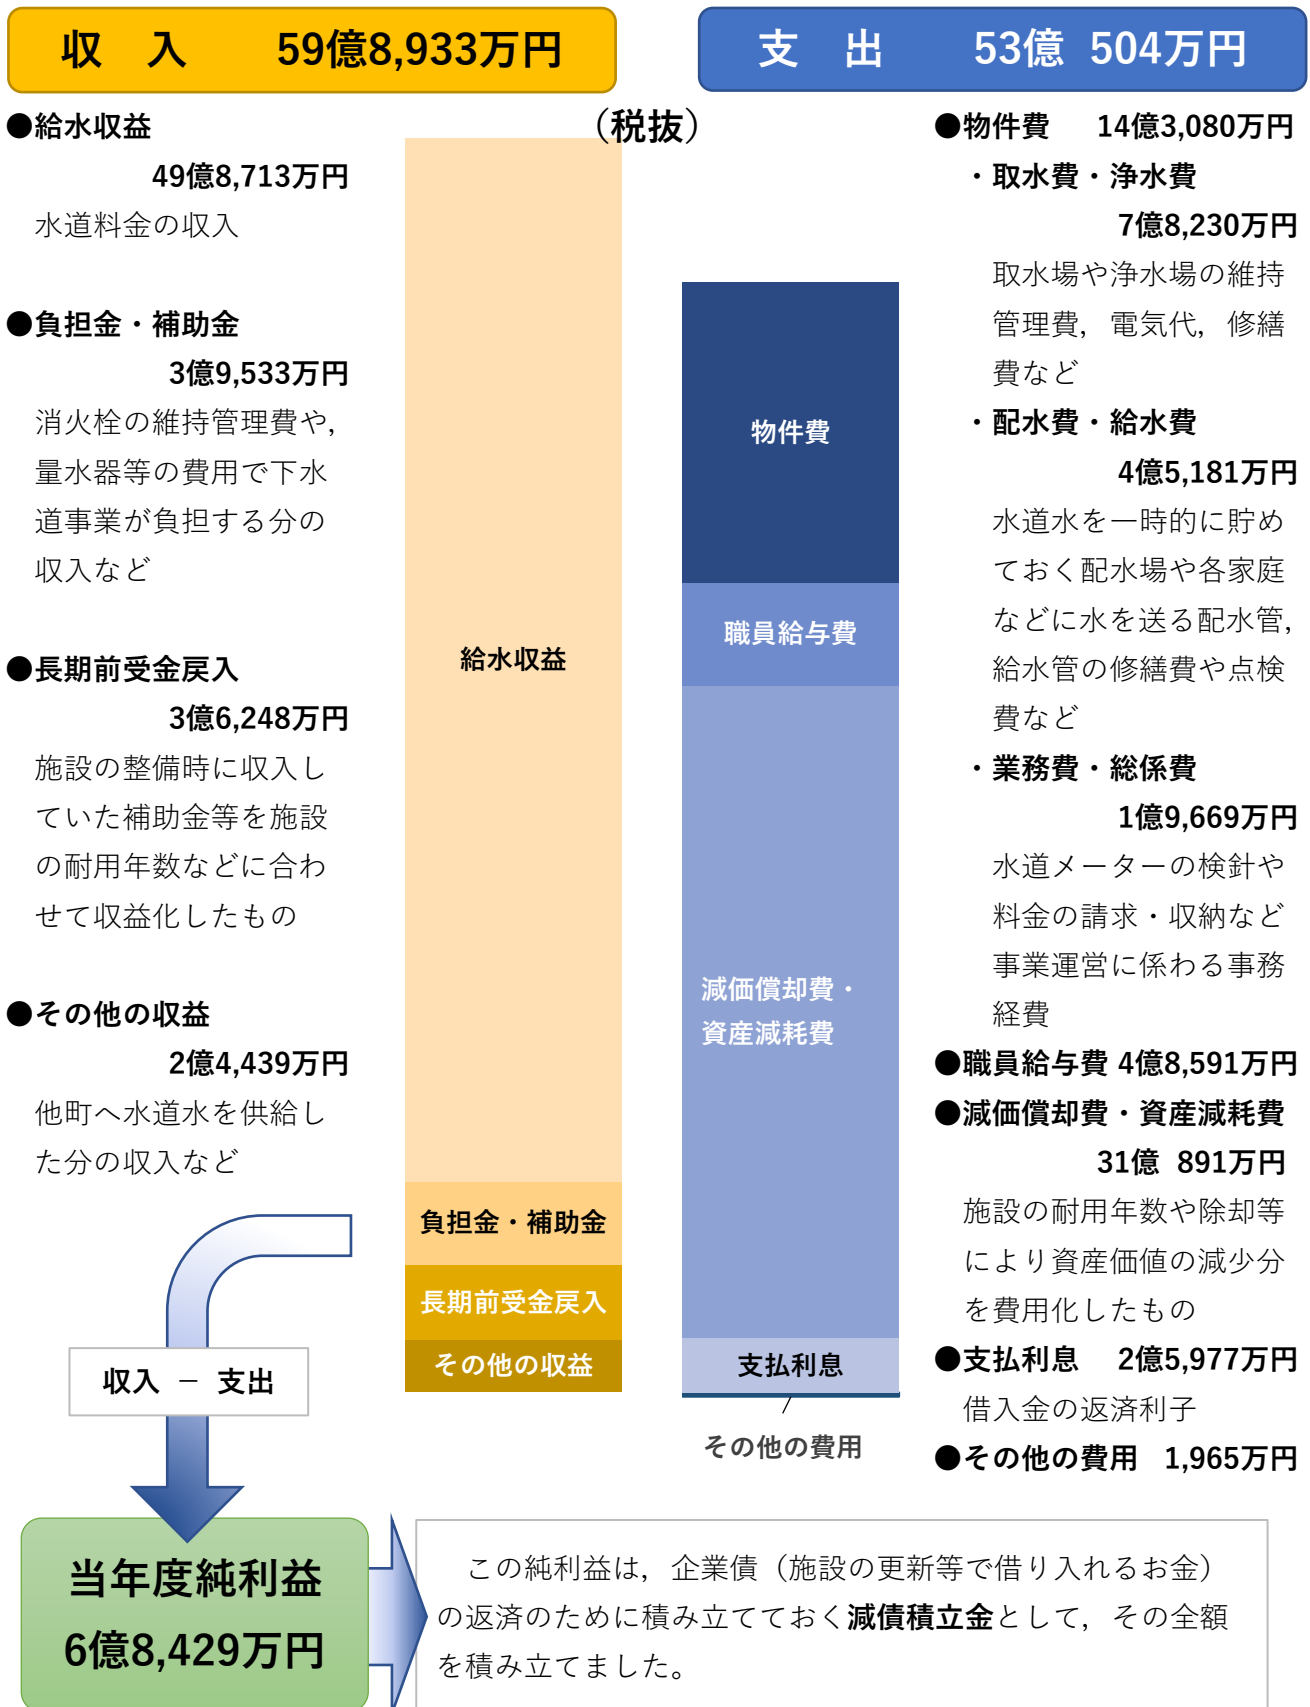 収　入　　59億8,933万円
支　出　　53億 504万円
（税抜）
●給水収益
49億8,713万円
水道料金の収入
●負担金・補助金
3億9,533万円
消火栓の維持管理費や，
量水器等の費用で下水
道事業が負担する分の
収入など
●長期前受金戻入
3億6,248万円
施設の整備時に収入し
ていた補助金等を施設
の耐用年数などに合わ
せて収益化したもの
●その他の収益
2億4,439万円
他町へ水道水を供給し
た分の収入など
給水収益
負担金・補助金
長期前受金戻入
その他の収益
物件費
職員給与費
減価償却費・
資産減耗費
支払利息
その他の費用
●物件費　14億3,080万円
・取水費・浄水費
7億8,230万円
取水場や浄水場の維持
管理費，電気代，修繕
費など
・配水費・給水費
4億5,181万円
水道水を一時的に貯め
ておく配水場や各家庭
などに水を送る配水管，
給水管の修繕費や点検
費など
・業務費・総係費
1億9,669万円
水道メーターの検針や
料金の請求・収納など
事業運営に係わる事務
経費
●職員給与費 4億8,591万円
●減価償却費・資産減耗費
31億 891万円
施設の耐用年数や除却等
により資産価値の減少分
を費用化したもの
●支払利息　2億5,977万円
借入金の返済利子
●その他の費用　1,965万円
収入 － 支出
当年度純利益
6億8,429万円
この純利益は，企業債（施設の更新等で借り入れるお金）
の返済のために積み立てておく減債積立金として，その全額
を積み立てました。